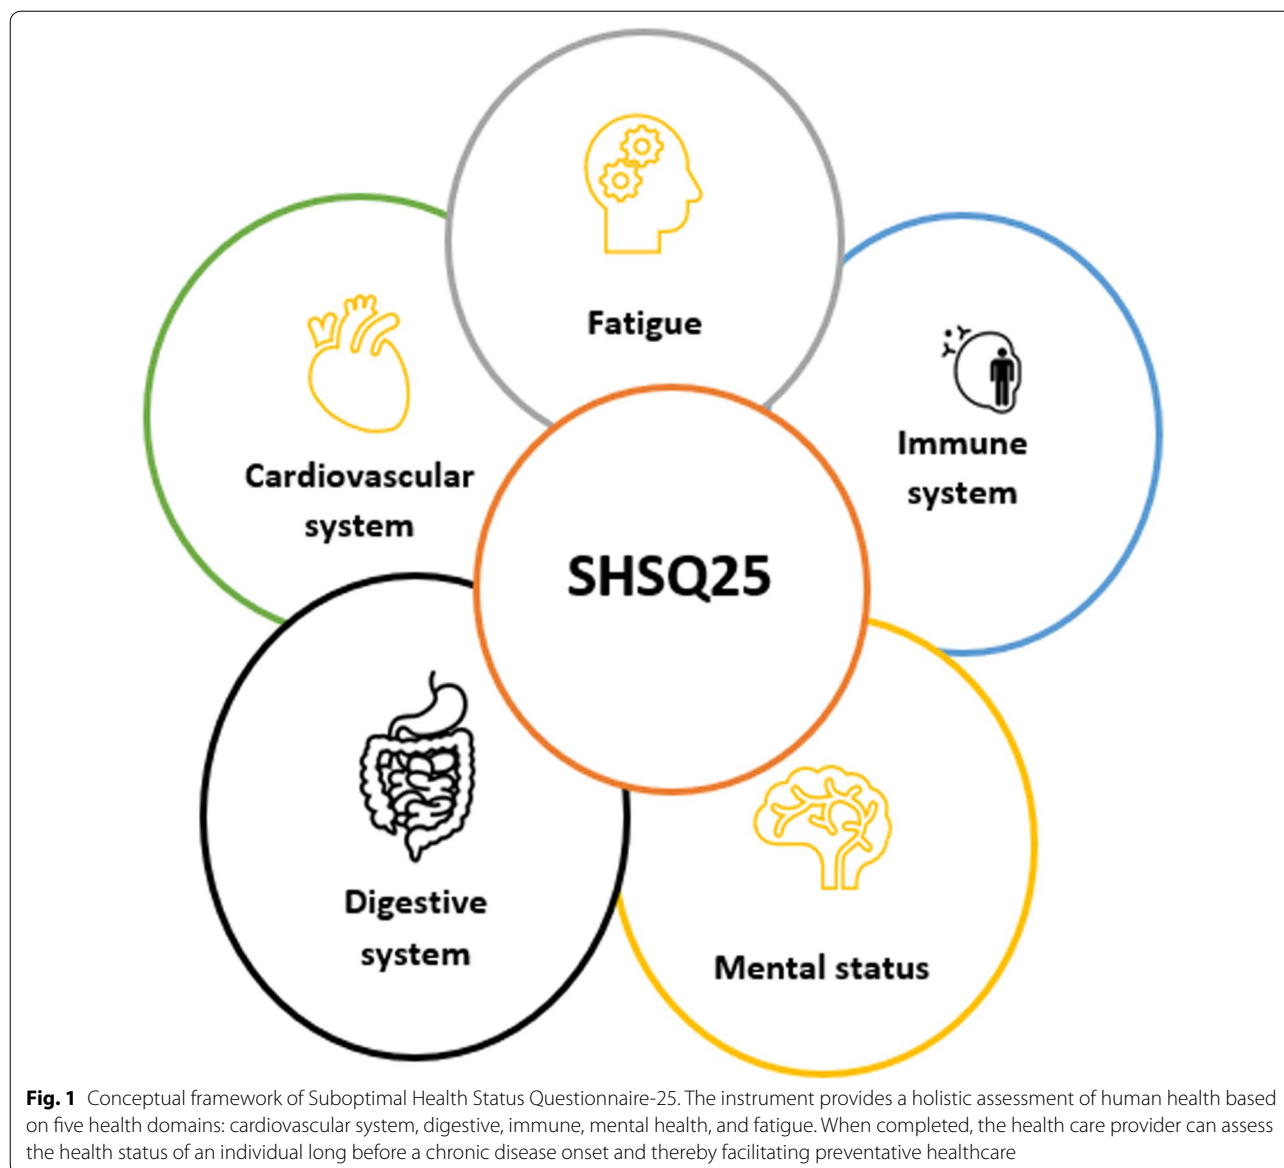 Fatigue
Cardiovascular
system
Immune
system
SHSQ25
Digestive
system
Mental status
Fig. 1 Conceptual framework of Suboptimal Health Status Questionnaire-25. The instrument provides a holistic assessment of human health based
on five health domains: cardiovascular system, digestive, immune, mental health, and fatigue. When completed, the health care provider can assess
the health status of an individual long before a chronic disease onset and thereby facilitating preventative healthcare